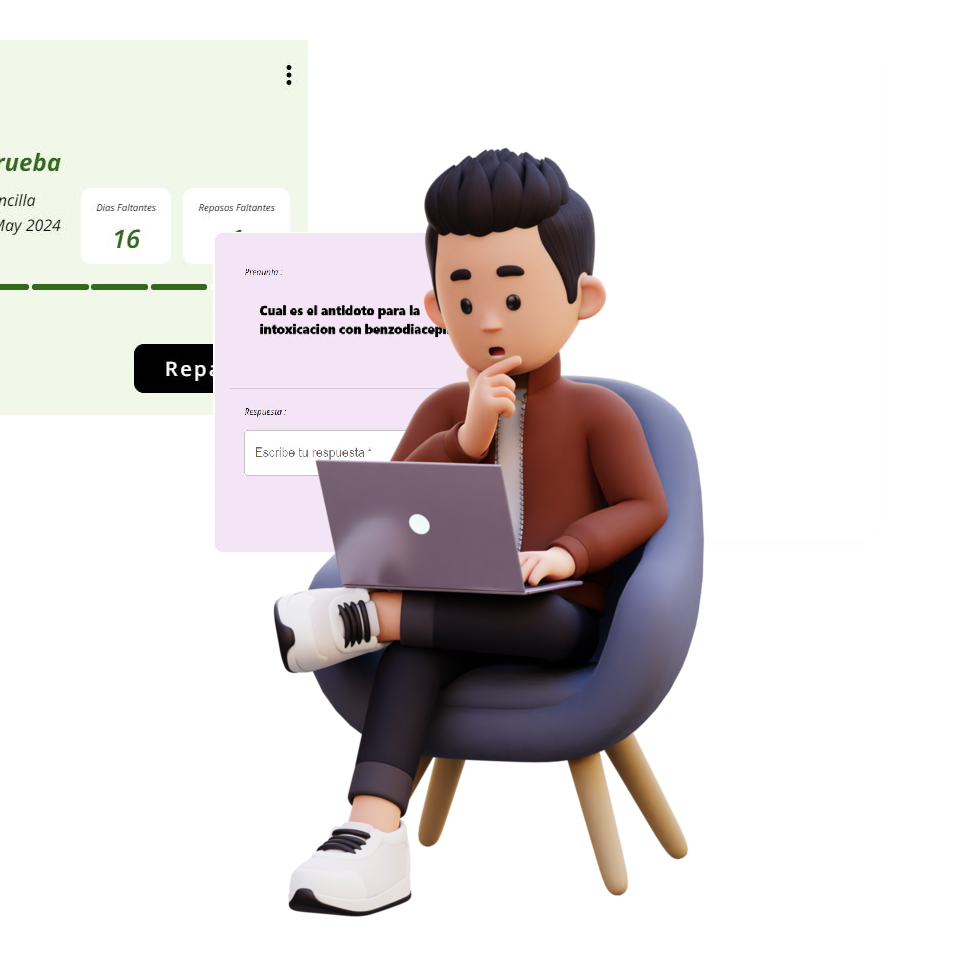 rueba
ncilla
May 2024
Dias Faltantes
16
Repasos Faltantes
Pregunta :
Cual es el antidoto para la
intoxicacion con benzodiacepi
Respuesta :
Escribe tu respuesta *
Repa